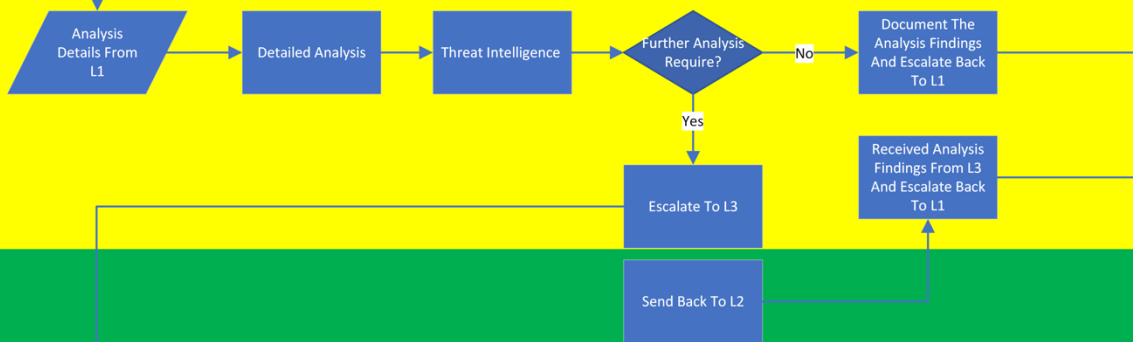 Analysis
Details From
L1
Detailed Analysis
Threat Intelligence
Further Analysis
Require?
No
Document The
Analysis Findings
And Escalate Back
To L1
Yes
Received Analysis
Findings From L3
And Escalate Back
To L1
Escalate To L3
Send Back To L2